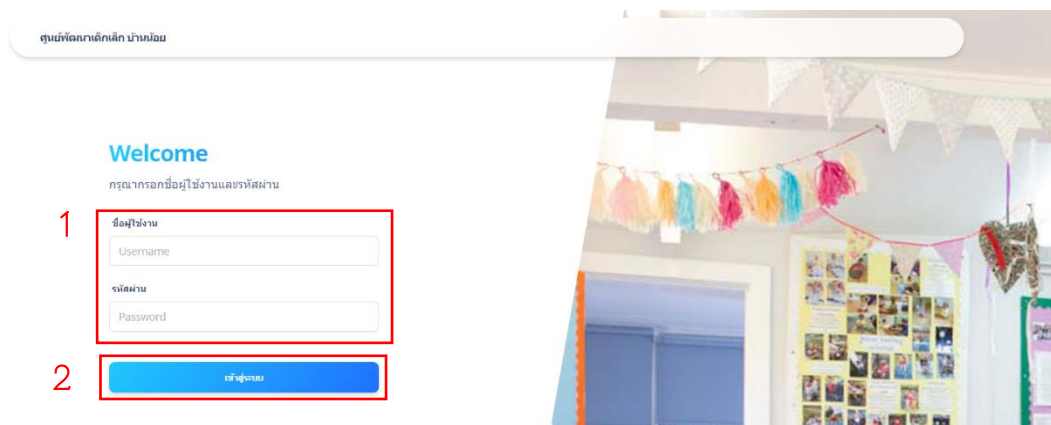 ศูนย์พัฒนาเด็กเล็ก บ้านน้อย
Welcome
กรุณากรอกชื่อผู้ใช้งานและรหัสผ่าน
1
ชื่อผู้ใช้งาน
Username
รหัสผ่าน
Password
2
เข้าสู่ระบบ